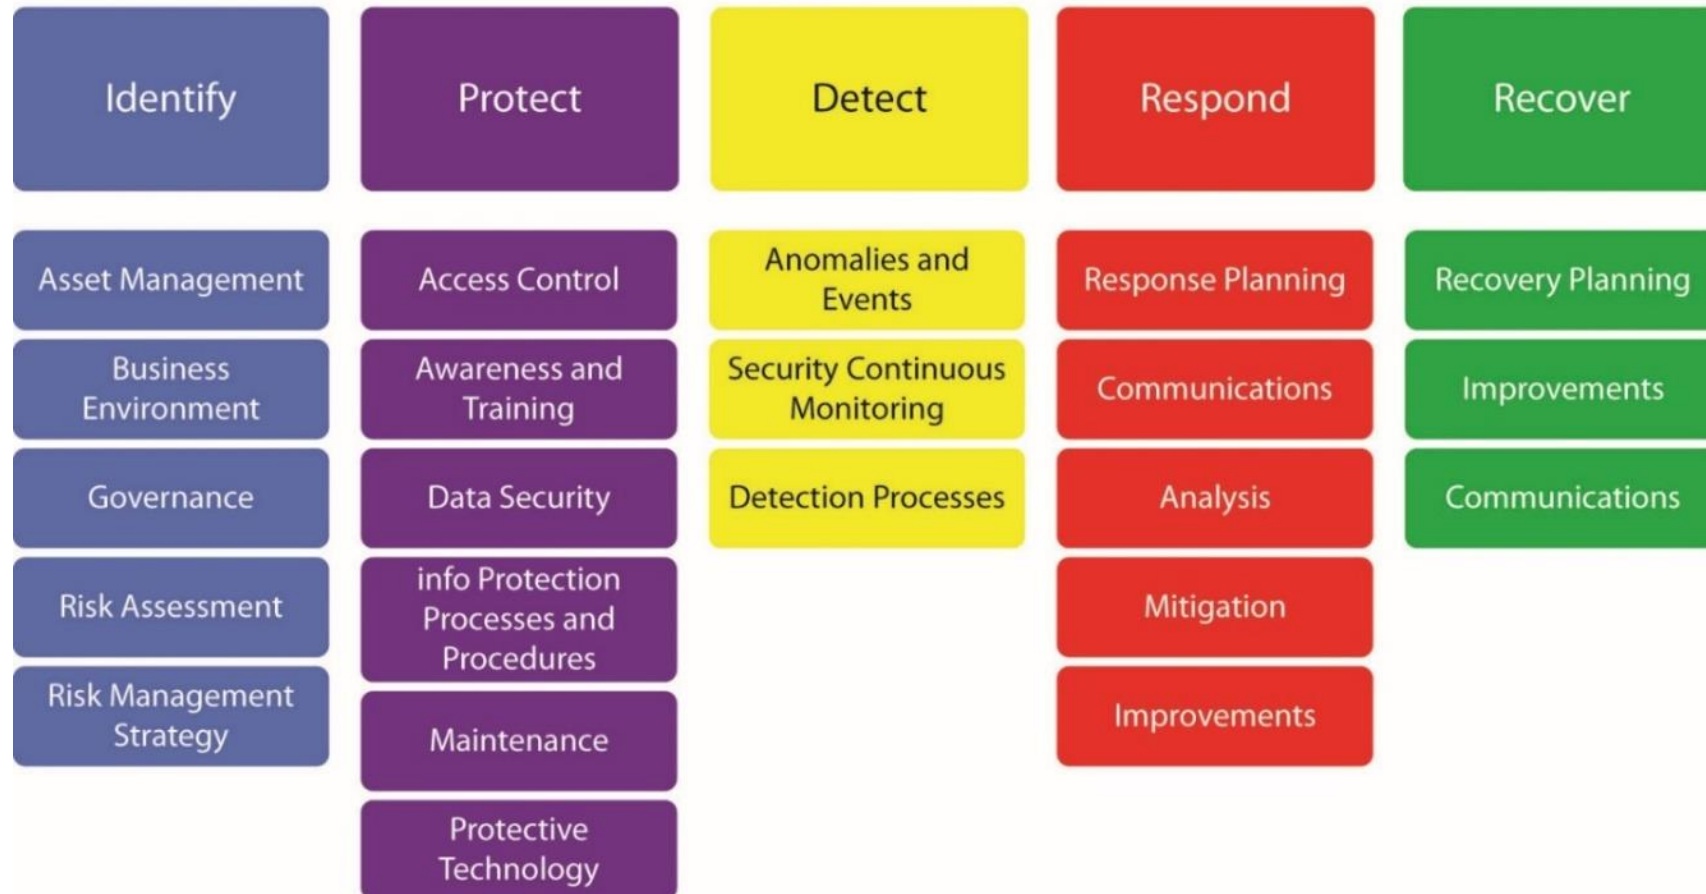 Identify
Protect
Detect
Respond
Recover
Asset Management
Business
Environment
Governance
Risk Assessment
Risk Management
Strategy
Access Control
Awareness and
Training
Data Security
info Protection
Processes and
Procedures
Maintenance
Protective
Technology
Anomalies and
Events
Security Continuous
Monitoring
Detection Processes
Response Planning
Communications
Analysis
Mitigation
Improvements
Recovery Planning
Improvements
Communications